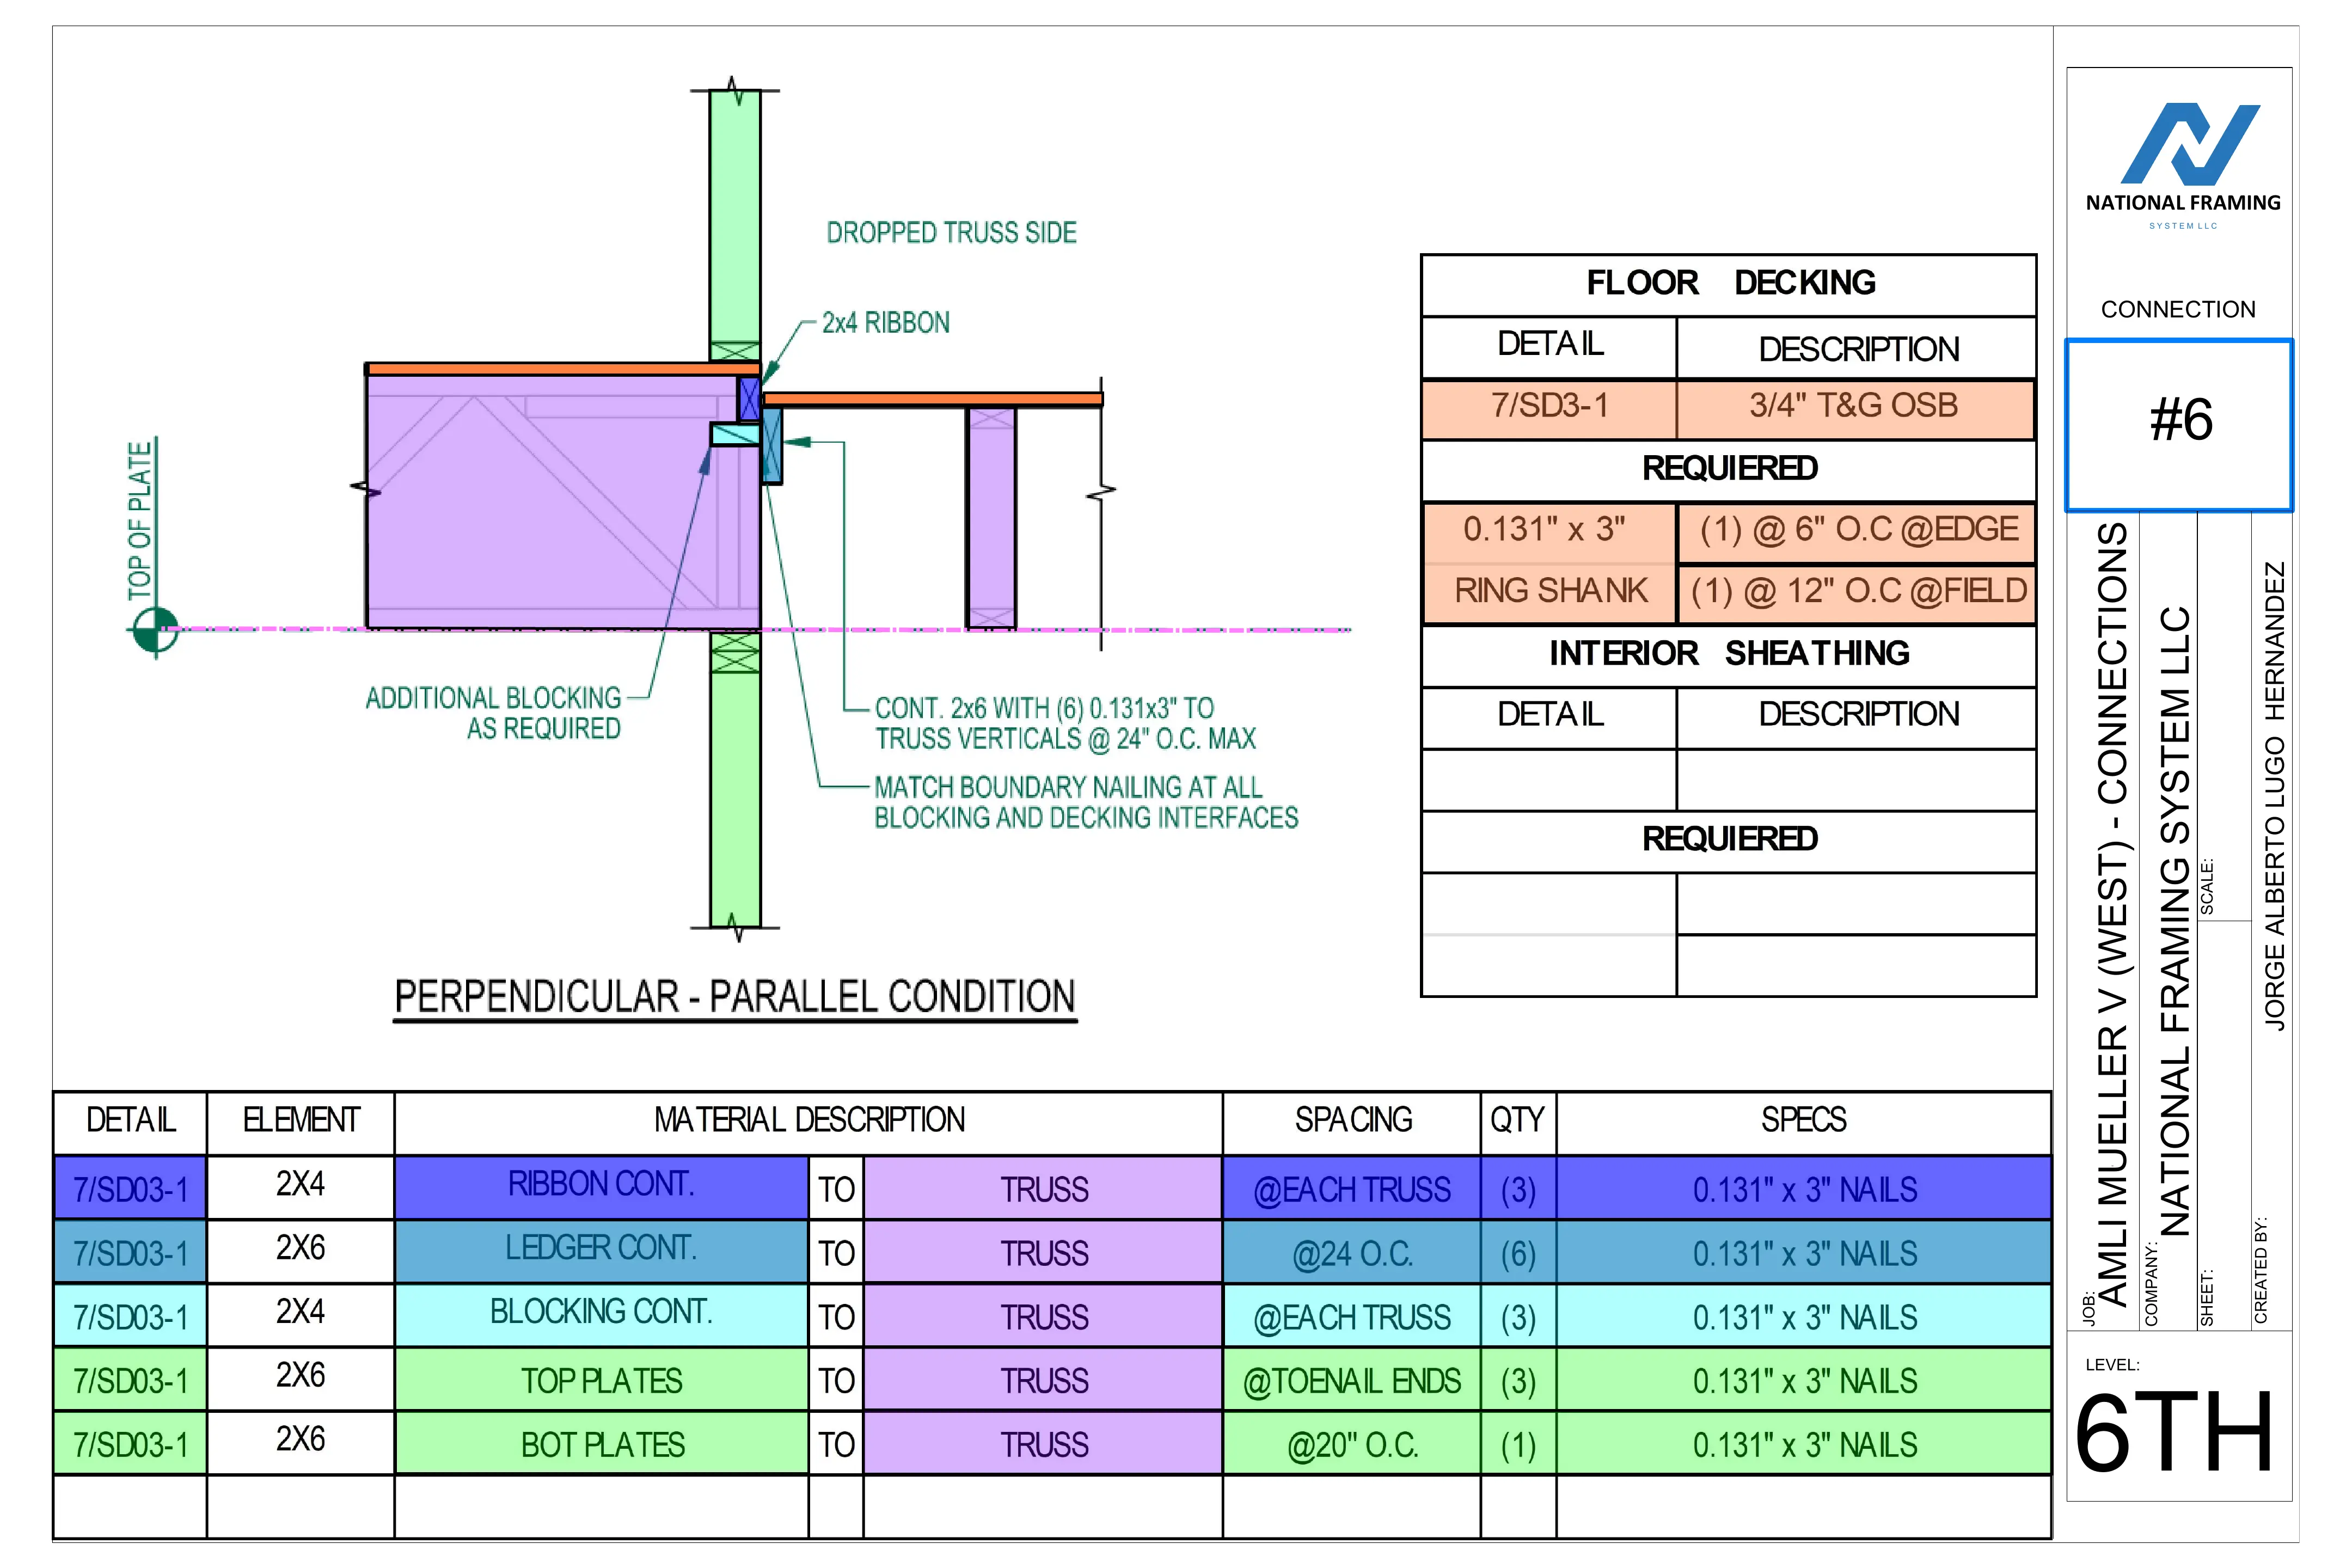 DROPPED TRUSS SIDE
2x4 RIBBON
TOP OF PLATE
ADDITIONAL BLOCKING
AS REQUIRED
CONT. 2x6 WITH (6) 0.131x3" TO
TRUSS VERTICALS @ 24" O.C. MAX
MATCH BOUNDARY NAILING AT ALL
BLOCKING AND DECKING INTERFACES
PERPENDICULAR - PARALLEL CONDITION
FLOOR DECKING
DETAIL DESCRIPTION
7/SD3-1 3/4" T&G OSB
REQUIERED
0.131" x 3" (1) @ 6" O.C @EDGE
RING SHANK (1) @ 12" O.C @FIELD
INTERIOR SHEATHING
DETAIL DESCRIPTION
REQUIERED
DETAIL ELEMENT MATERIAL DESCRIPTION SPACING QTY SPECS
7/SD03-1 2X4 RIBBON CONT. TO TRUSS @EACH TRUSS (3) 0.131" x 3" NAILS
7/SD03-1 2X6 LEDGER CONT. TO TRUSS @24 O.C. (6) 0.131" x 3" NAILS
7/SD03-1 2X4 BLOCKING CONT. TO TRUSS @EACH TRUSS (3) 0.131" x 3" NAILS
7/SD03-1 2X6 TOP PLATES TO TRUSS @TOENAIL ENDS (3) 0.131" x 3" NAILS
7/SD03-1 2X6 BOT PLATES TO TRUSS @20" O.C. (1) 0.131" x 3" NAILS
NATIONAL FRAMING
SYSTEM LLC
CONNECTION
#6
JOB:
AMLI MUELLER V (WEST) - CONNECTIONS
COMPANY:
NATIONAL FRAMING SYSTEM LLC
SHEET:
SCALE:
CREATED BY:
JORGE ALBERTO LUGO HERNANDEZ
LEVEL:
6TH